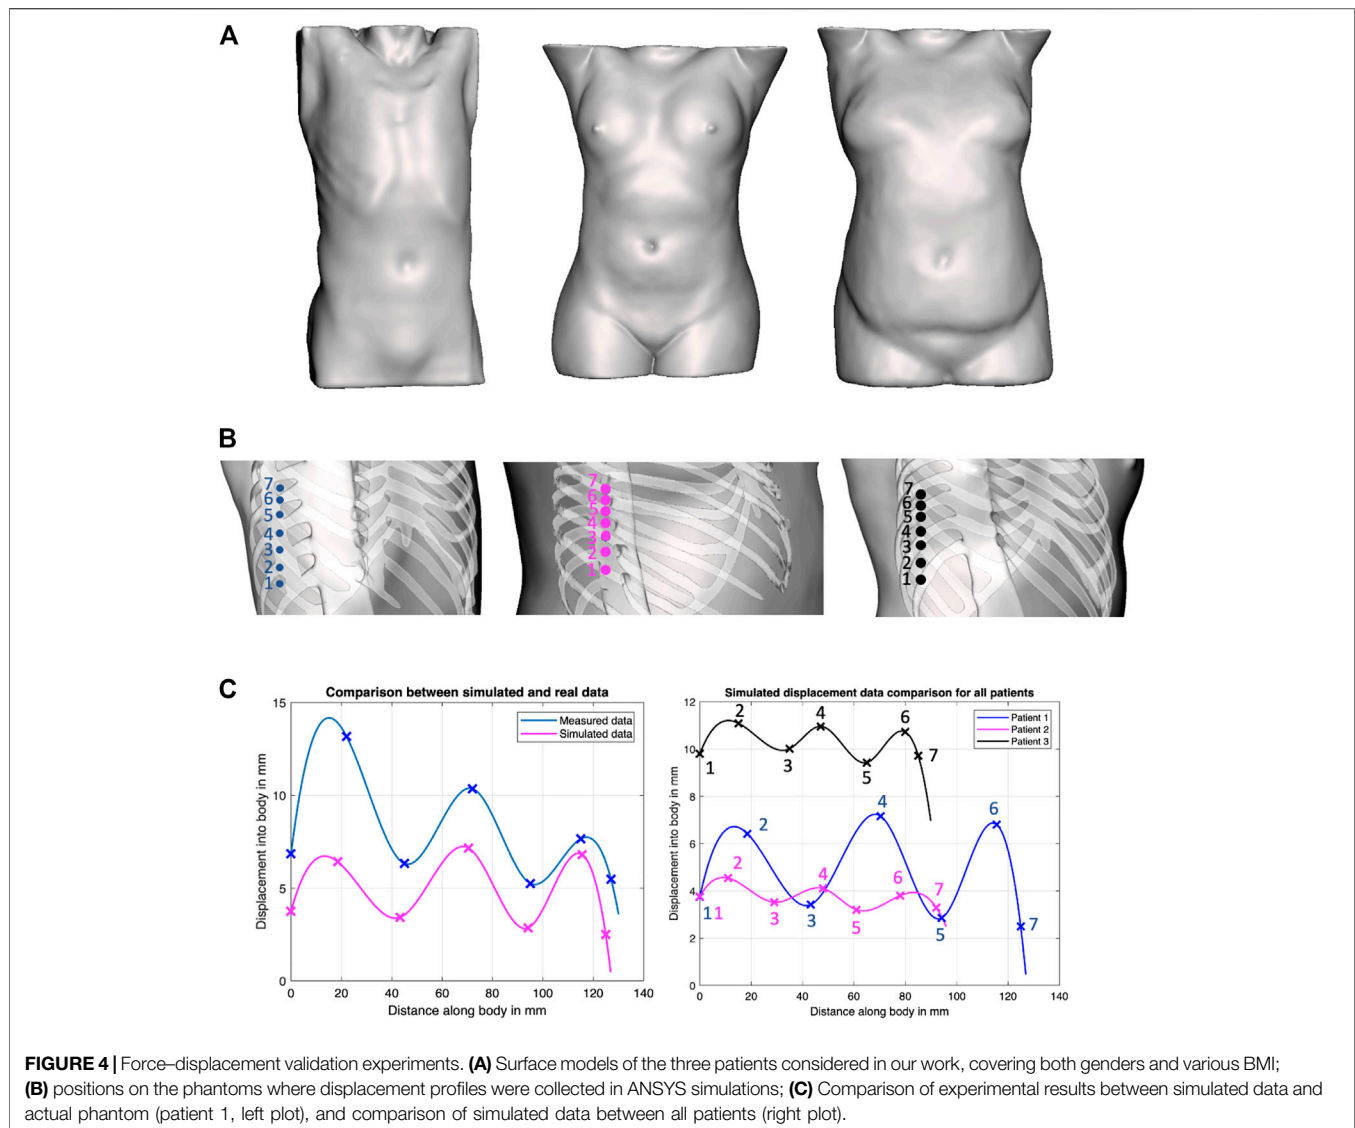 A
B
7
6
5
4
3
2
1
7
6
5
4
3
2
1
7
6
5
4
3
2
1
C
Comparison between simulated and real data
Measured data
Simulated data
15
10
5
0
Displacement into body in mm
0 20 40 60 80 100 120 140
Distance along body in mm
Simulated displacement data comparison for all patients
Patient 1
Patient 2
Patient 3
12
10
8
6
4
2
0
Displacement into body in mm
1 2 3 4 5 6 7
1 2 3 4 5 6 7
1 2 3 4 5 6 7
0 20 40 60 80 100 120 140
Distance along body in mm
FIGURE 4 | Force–displacement validation experiments. (A) Surface models of the three patients considered in our work, covering both genders and various BMI;
(B) positions on the phantoms where displacement profiles were collected in ANSYS simulations; (C) Comparison of experimental results between simulated data and
actual phantom (patient 1, left plot), and comparison of simulated data between all patients (right plot).